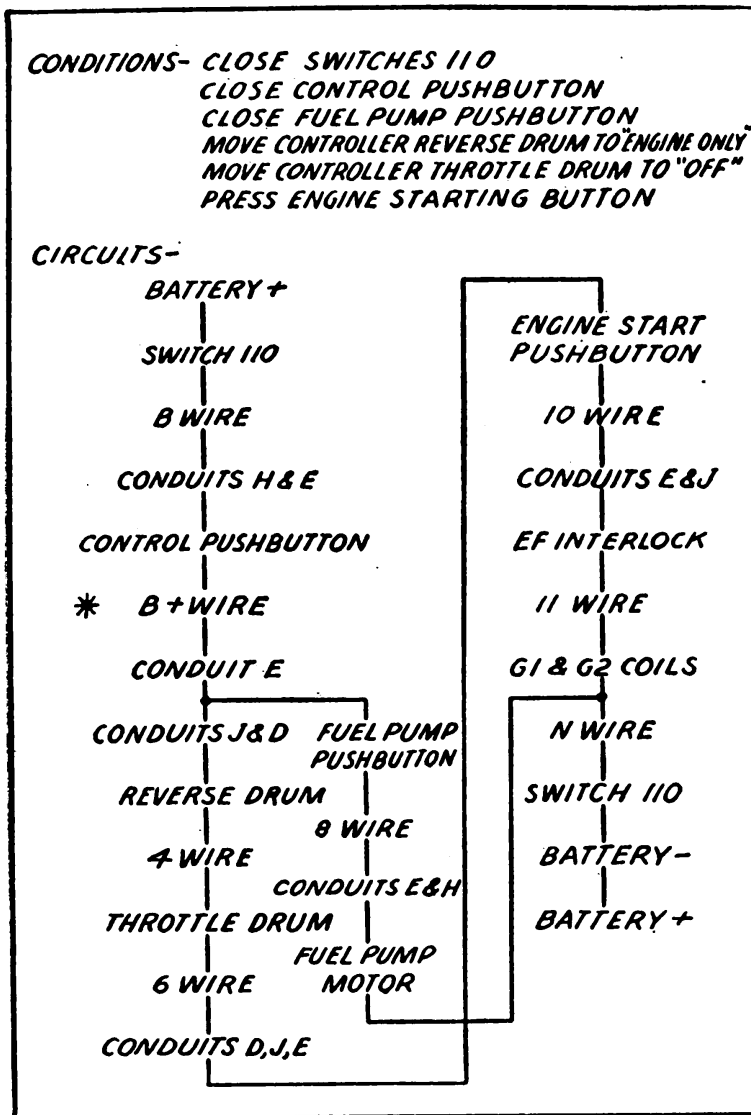 CONDITIONS- CLOSE SWITCHES 110
CLOSE CONTROL PUSHBUTTON
CLOSE FUEL PUMP PUSHBUTTON
MOVE CONTROLLER REVERSE DRUM TO "ENGINE ONLY"
MOVE CONTROLLER THROTTLE DRUM TO "OFF"
PRESS ENGINE STARTING BUTTON
CIRCUITS-
BATTERY +
SWITCH 110
B WIRE
CONDUITS H & E
CONTROL PUSHBUTTON
* B + WIRE
CONDUIT E
CONDUITS J & D
REVERSE DRUM
4 WIRE
THROTTLE DRUM
6 WIRE
CONDUITS D, J, E
FUEL PUMP
PUSHBUTTON
8 WIRE
CONDUITS E & H
FUEL PUMP
MOTOR
ENGINE START
PUSHBUTTON
10 WIRE
CONDUITS E & J
EF INTERLOCK
11 WIRE
G1 & G2 COILS
N WIRE
SWITCH 110
BATTERY -
BATTERY +